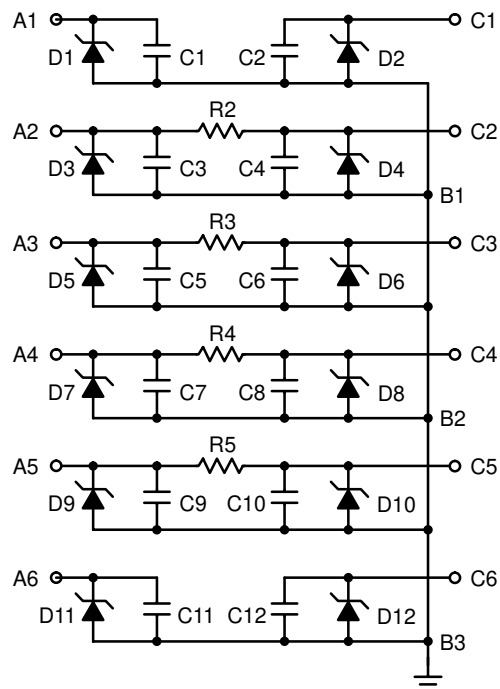 A1 C1
D1 C1 C2 D2
R2
A2 C2
D3 C3 C4 D4
B1
R3
A3 C3
D5 C5 C6 D6
R4
A4 C4
D7 C7 C8 D8
B2
R5
A5 C5
D9 C9 C10 D10
A6 C6
D11 C11 C12 D12
B3